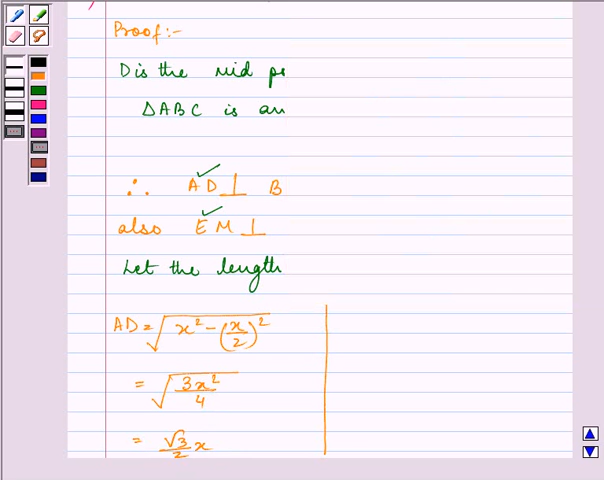 Proof:-
D is the mid po
ΔABC is an
∴ AD ⊥ B
also EM ⊥
Let the length
AD = √(x² - (x/2)²)
= √(3x²/4)
= √3/2 x